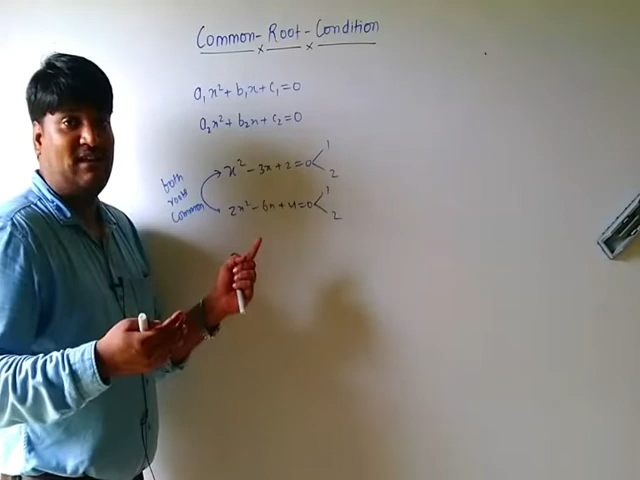 Common-Root-Condition
a₁x²+b₁x+c₁=0
a₂x²+b₂x+c₂=0
x²-3x+2=0
1
2
both
roots
common
2x²-6x+4=0
1
2